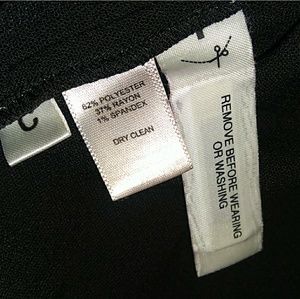 62% POLYESTER
37% RAYON
1% SPANDEX
DRY CLEAN
REMOVE BEFORE WEARING
OR WASHING